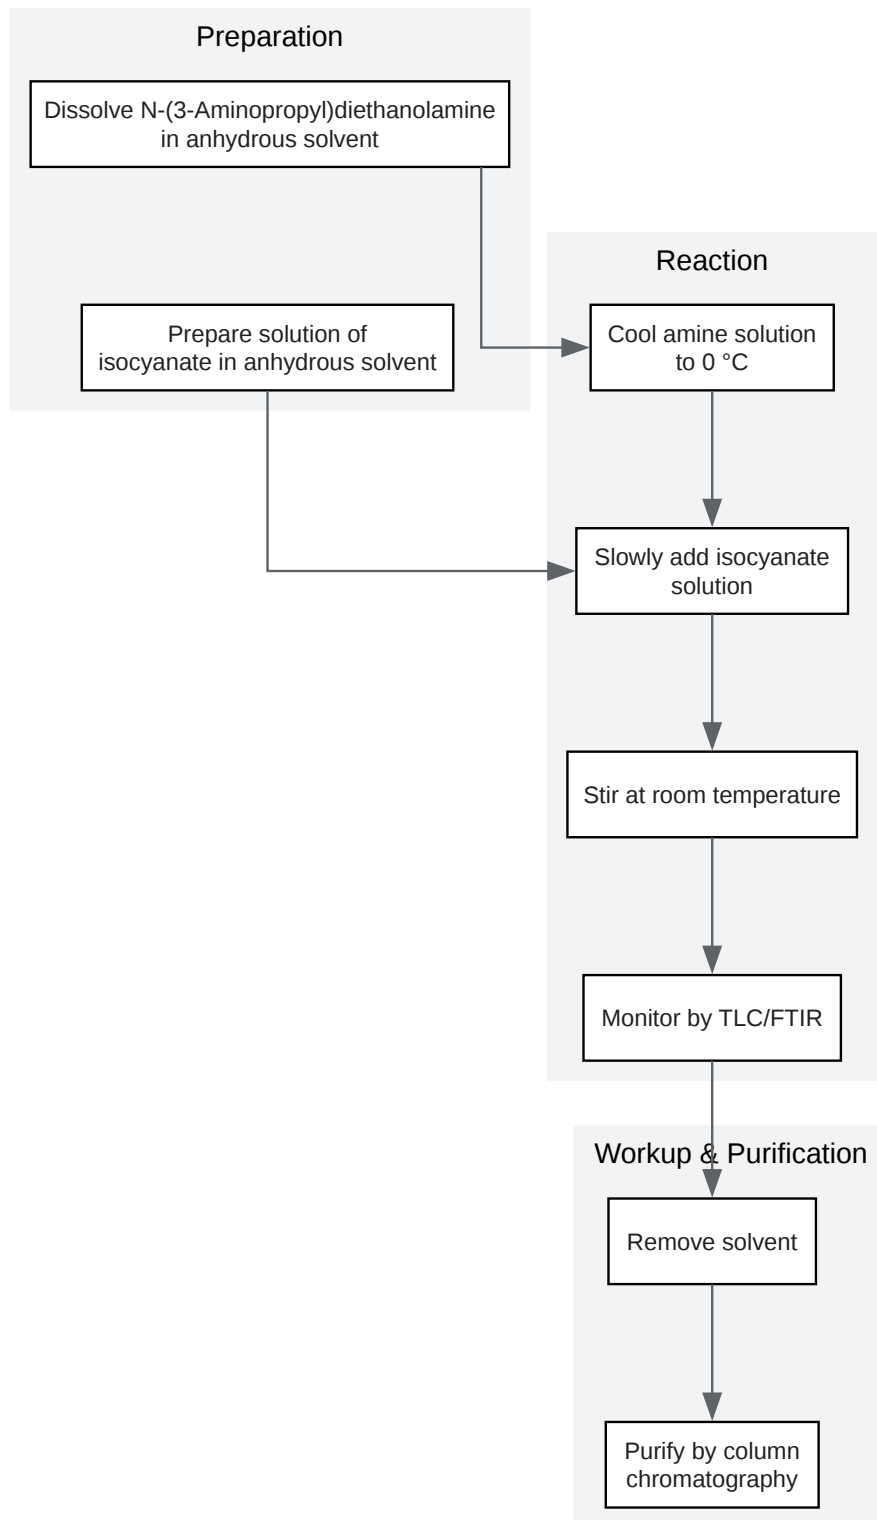 Preparation
Dissolve N-(3-Aminopropyl)diethanolamine
in anhydrous solvent
Prepare solution of
isocyanate in anhydrous solvent
Reaction
Cool amine solution
to 0 °C
Slowly add isocyanate
solution
Stir at room temperature
Monitor by TLC/FTIR
Workup & Purification
Remove solvent
Purify by column
chromatography